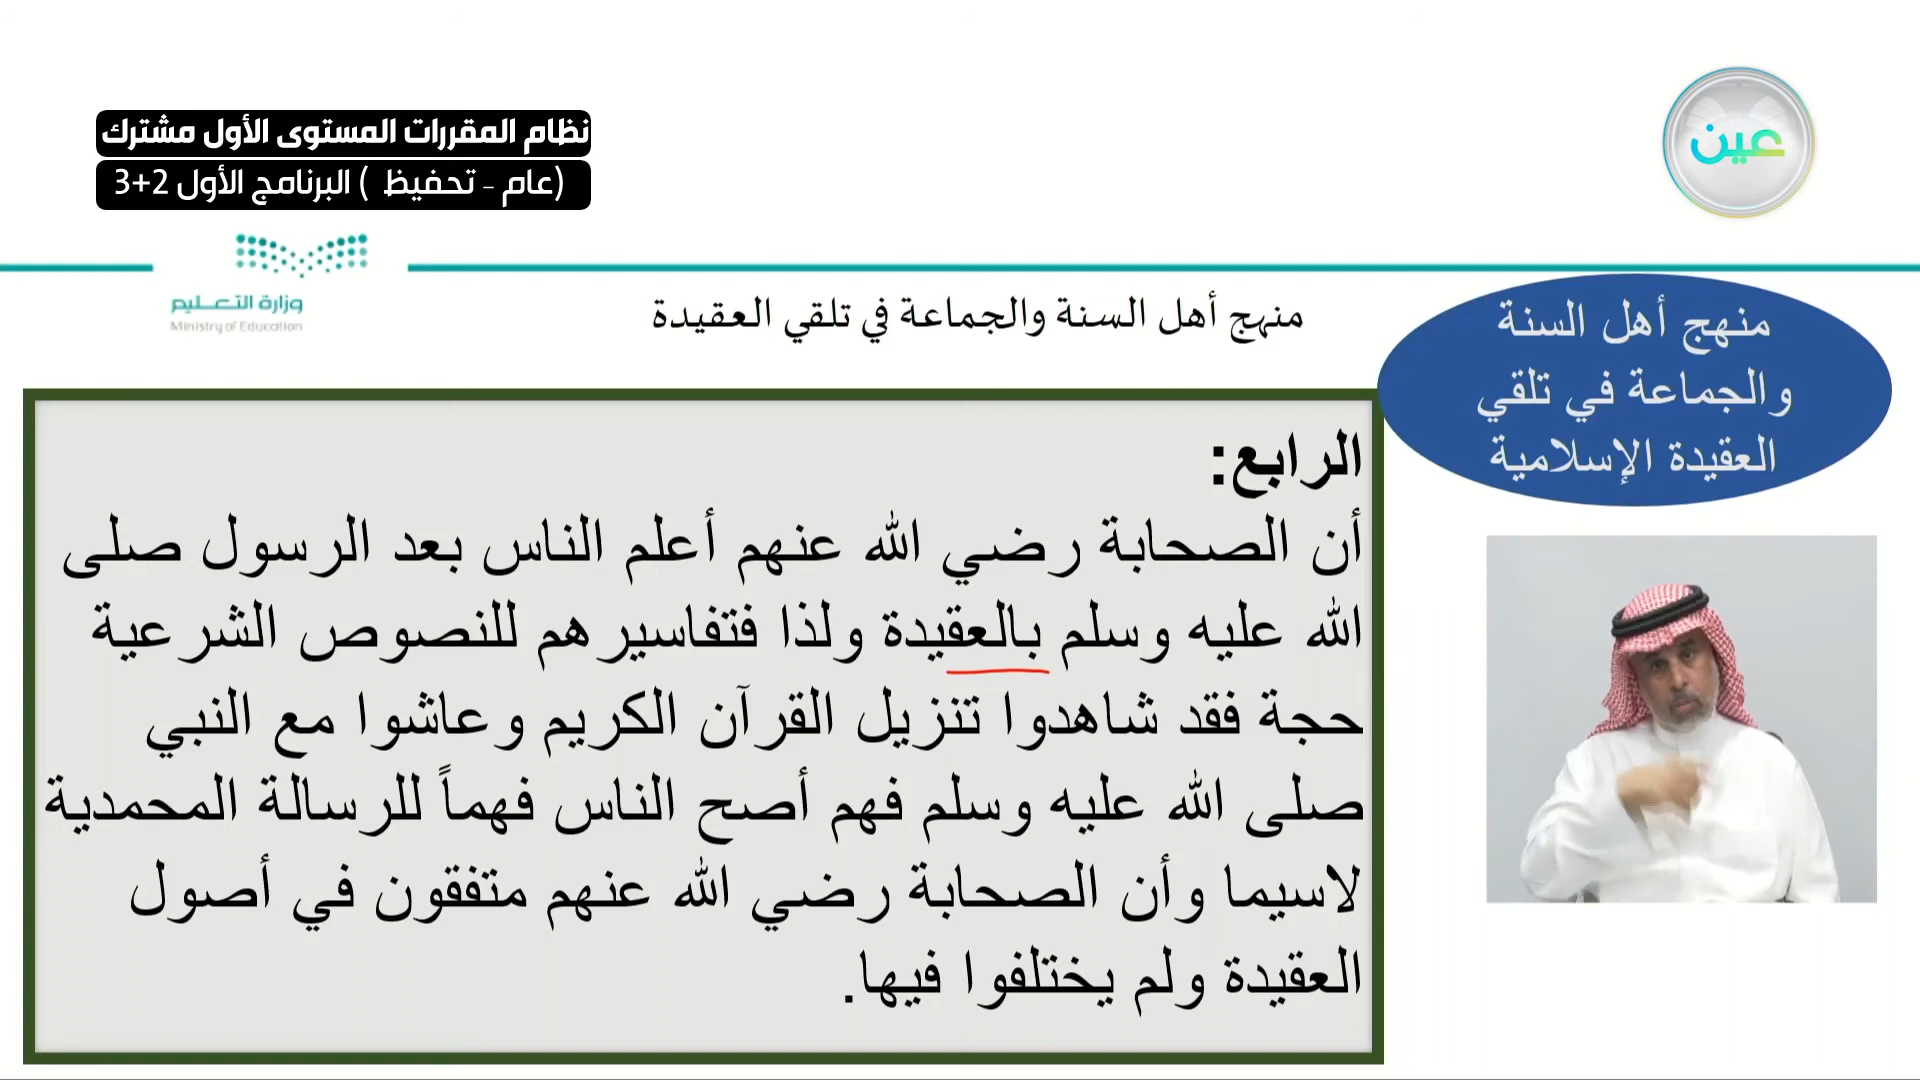 نظام المقررات المستوى الأول مشترك
(عام - تحفيظ ) البرنامج الأول 2+3
عين
وزارة التعليم
Ministry of Education
منهج أهل السنة والجماعة في تلقي العقيدة
منهج أهل السنة
والجماعة في تلقي
العقيدة الإسلامية
الرابع:
أن الصحابة رضي الله عنهم أعلم الناس بعد الرسول صلى
الله عليه وسلم بالعقيدة ولذا فتفاسيرهم للنصوص الشرعية
حجة فقد شاهدوا تنزيل القرآن الكريم وعاشوا مع النبي
صلى الله عليه وسلم فهم أصح الناس فهماً للرسالة المحمدية
لاسيما وأن الصحابة رضي الله عنهم متفقون في أصول
العقيدة ولم يختلفوا فيها.